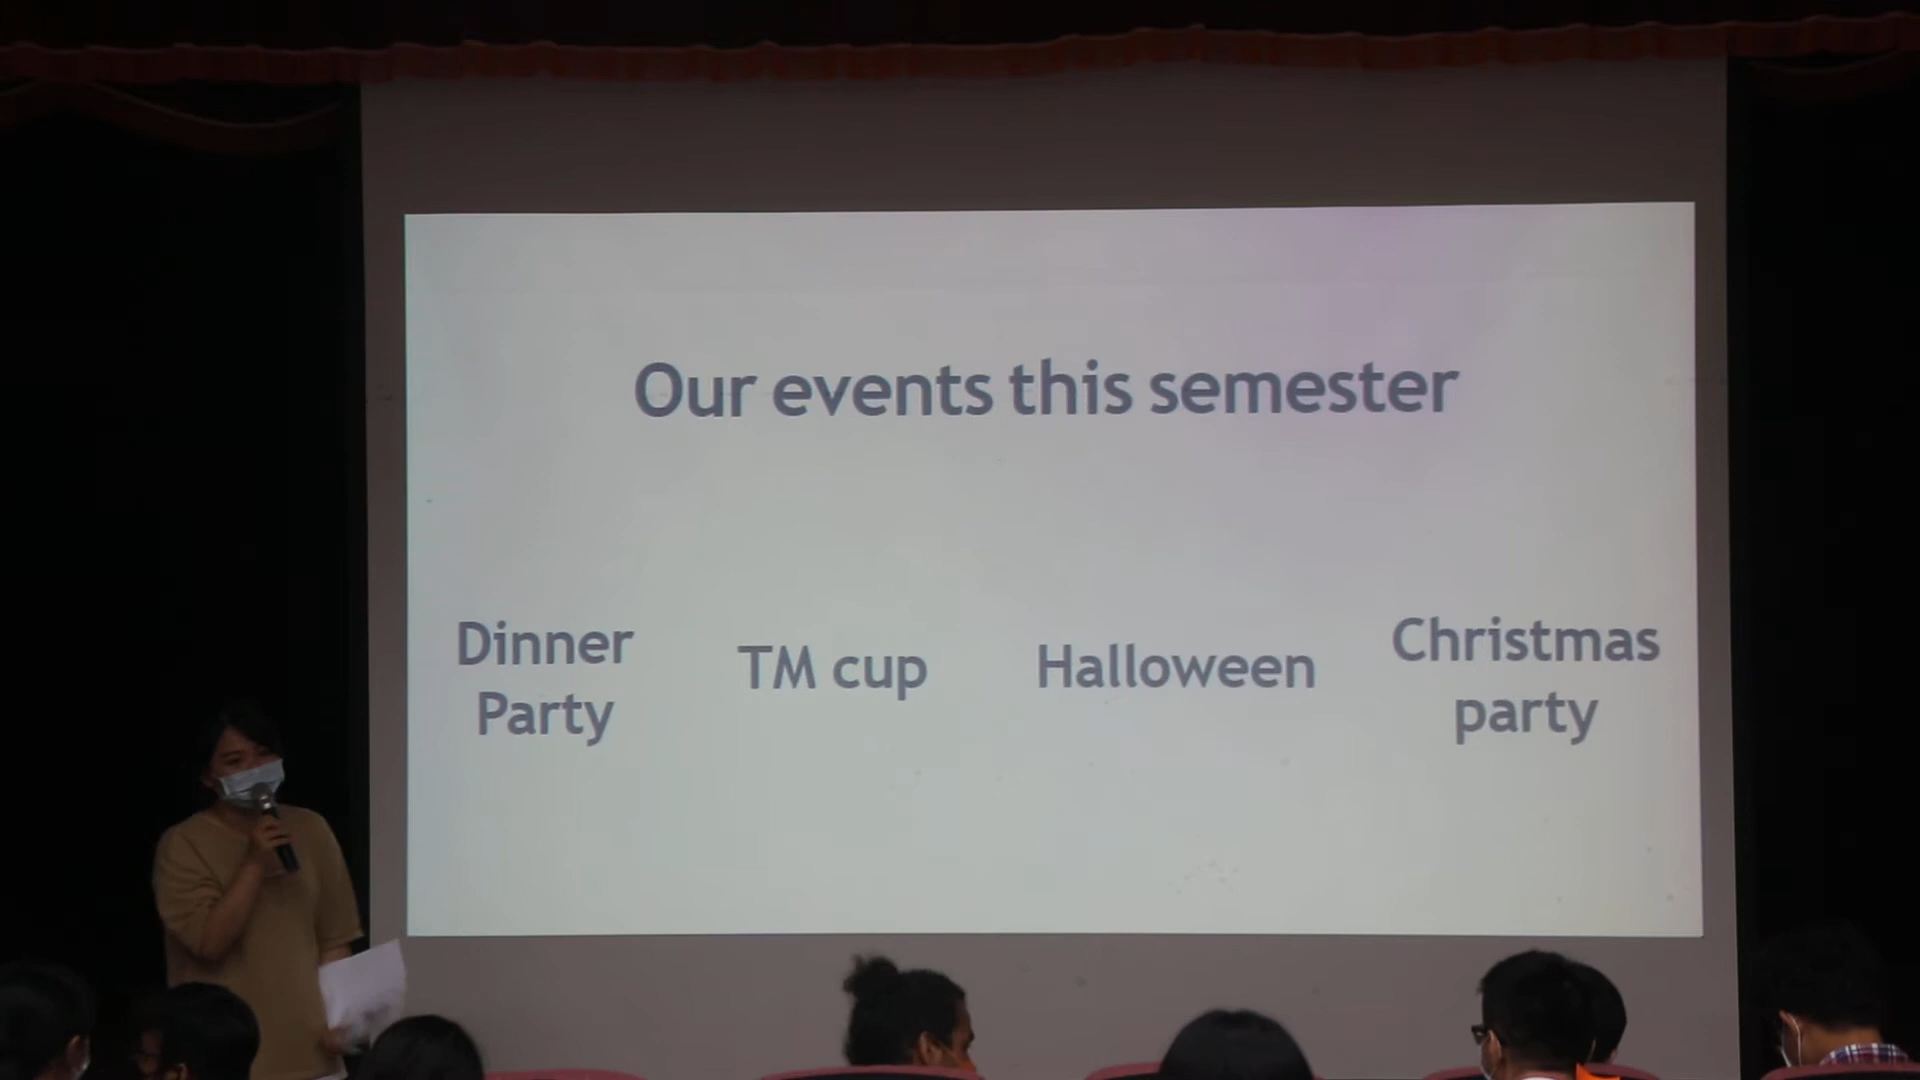 Our events this semester
Dinner
Party
TM cup
Halloween
Christmas
party